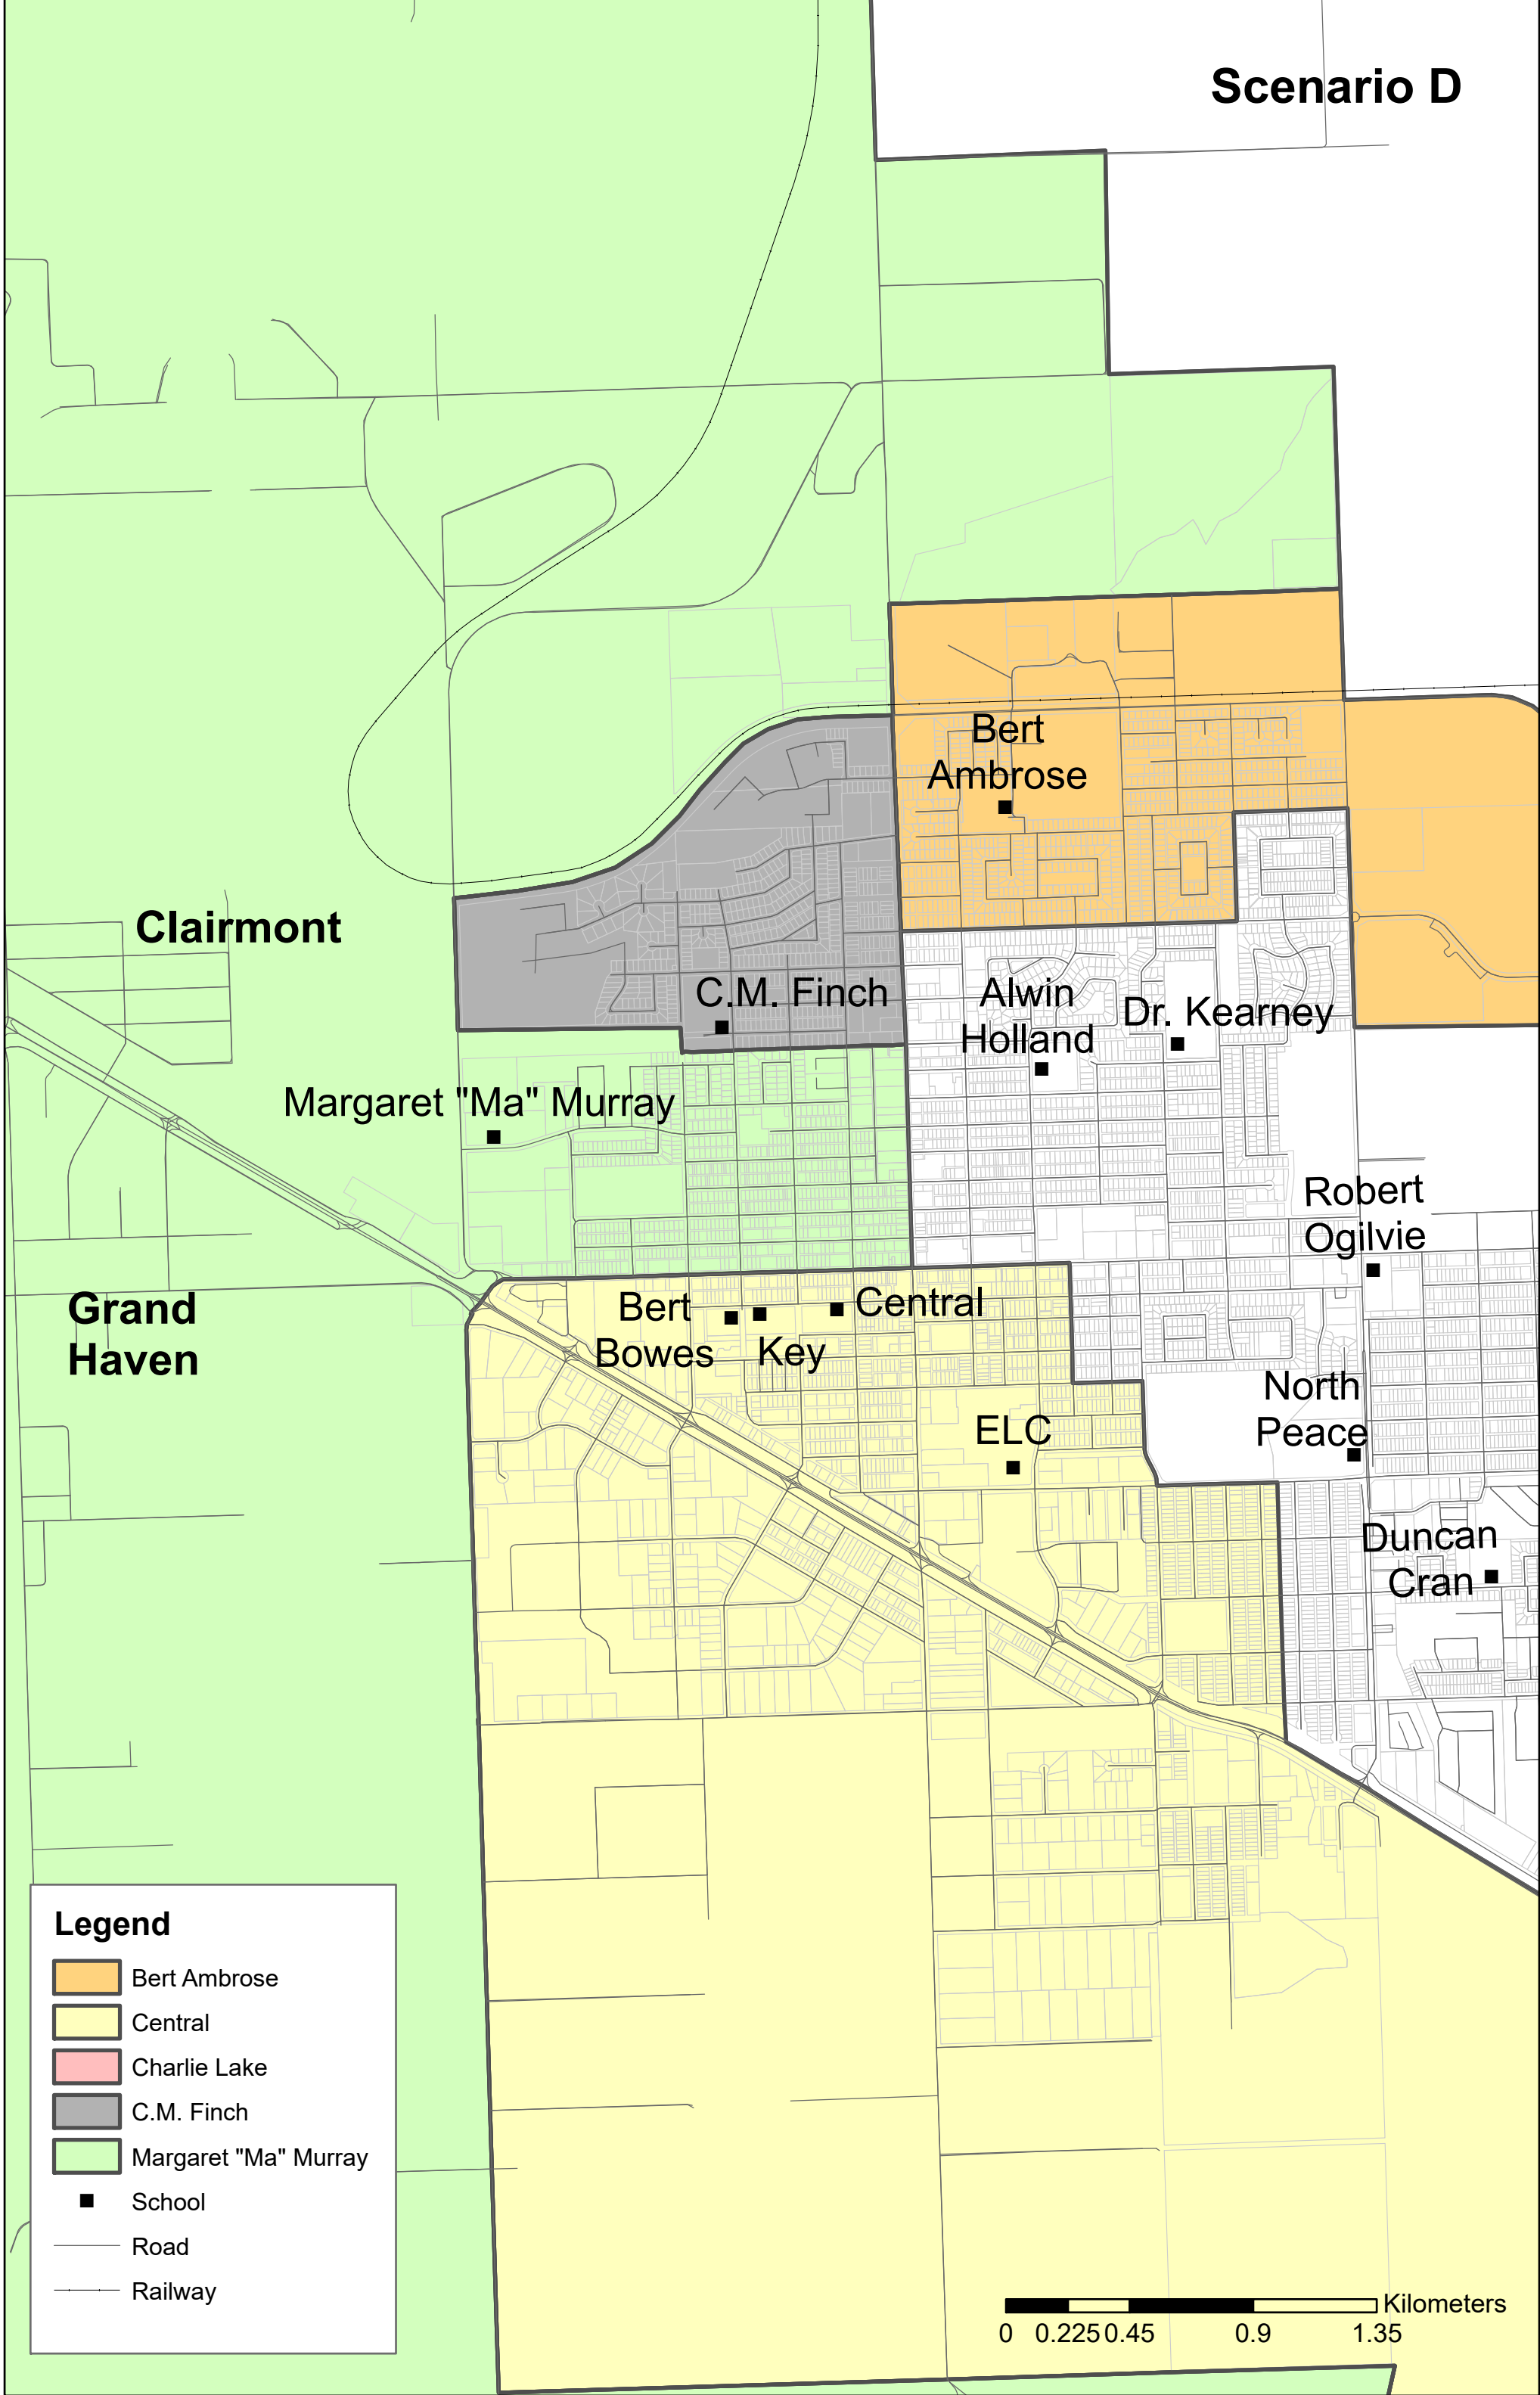 Scenario D
Bert
Ambrose
Clairmont
C.M. Finch
Alwin
Holland
Dr. Kearney
Margaret "Ma" Murray
Robert
Ogilvie
Grand
Haven
Bert
Bowes
Key
Central
North
Peace
ELC
Duncan
Cran
Legend
Bert Ambrose
Central
Charlie Lake
C.M. Finch
Margaret "Ma" Murray
School
Road
Railway
Kilometers
0 0.225 0.45 0.9 1.35